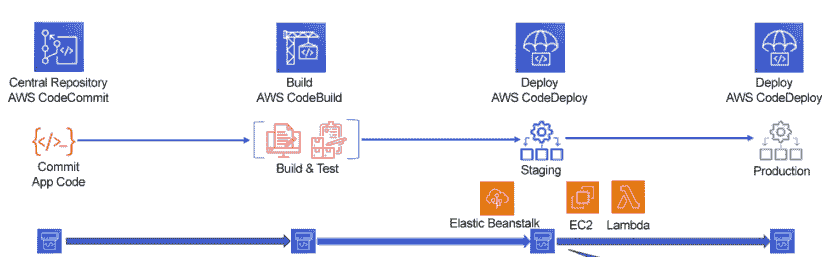 Central Repository
AWS CodeCommit
Build
AWS CodeBuild
Deploy
AWS CodeDeploy
Deploy
AWS CodeDeploy
Commit
App Code
Build & Test
Staging
Production
Elastic Beanstalk
EC2
Lambda